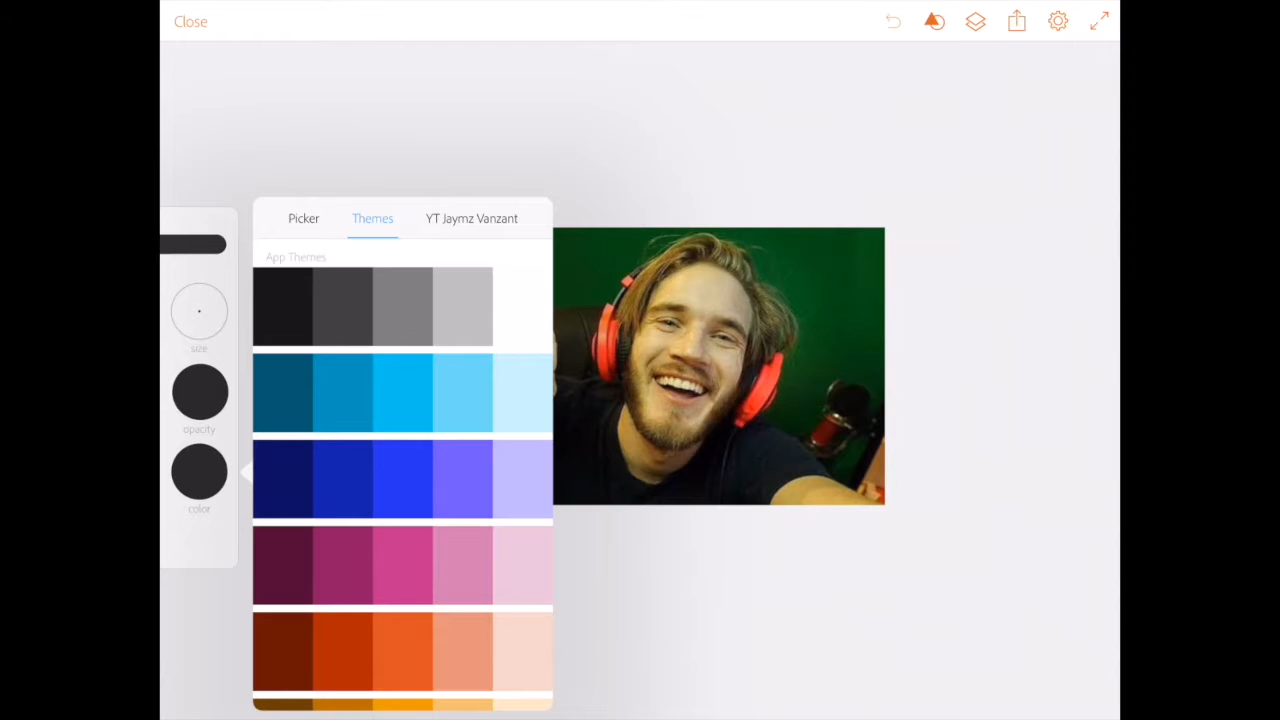 Close
Picker Themes YT Jaymz Vanzant
App Themes
size
opacity
color